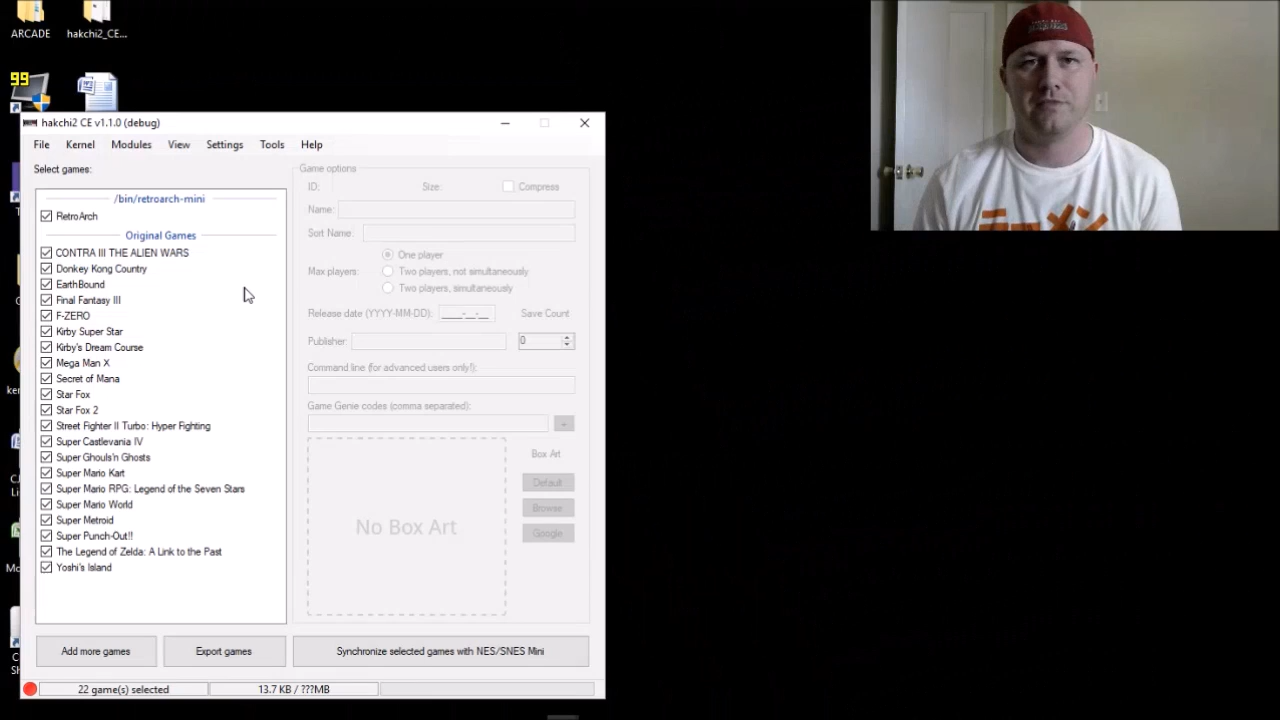 ARCADE
hakchi2_CE...
99
hakchi2 CE v1.1.0 (debug)
File Kernel Modules View Settings Tools Help
Select games:
/bin/retroarch-mini
RetroArch
Original Games
CONTRA III THE ALIEN WARS
Donkey Kong Country
EarthBound
Final Fantasy III
F-ZERO
Kirby Super Star
Kirby's Dream Course
Mega Man X
Secret of Mana
Star Fox
Star Fox 2
Street Fighter II Turbo: Hyper Fighting
Super Castlevania IV
Super Ghouls'n Ghosts
Super Mario Kart
Super Mario RPG: Legend of the Seven Stars
Super Mario World
Super Metroid
Super Punch-Out!!
The Legend of Zelda: A Link to the Past
Yoshi's Island
Game options
ID: Size: Compress
Name:
Sort Name:
Max players:
One player
Two players, not simultaneously
Two players, simultaneously
Release date (YYYY-MM-DD): ____-__-__ Save Count
Publisher: 0
Command line (for advanced users only!):
Game Genie codes (comma separated):
+
No Box Art
Box Art
Default
Browse
Google
Add more games
Export games
Synchronize selected games with NES/SNES Mini
22 game(s) selected
13.7 KB / ???MB